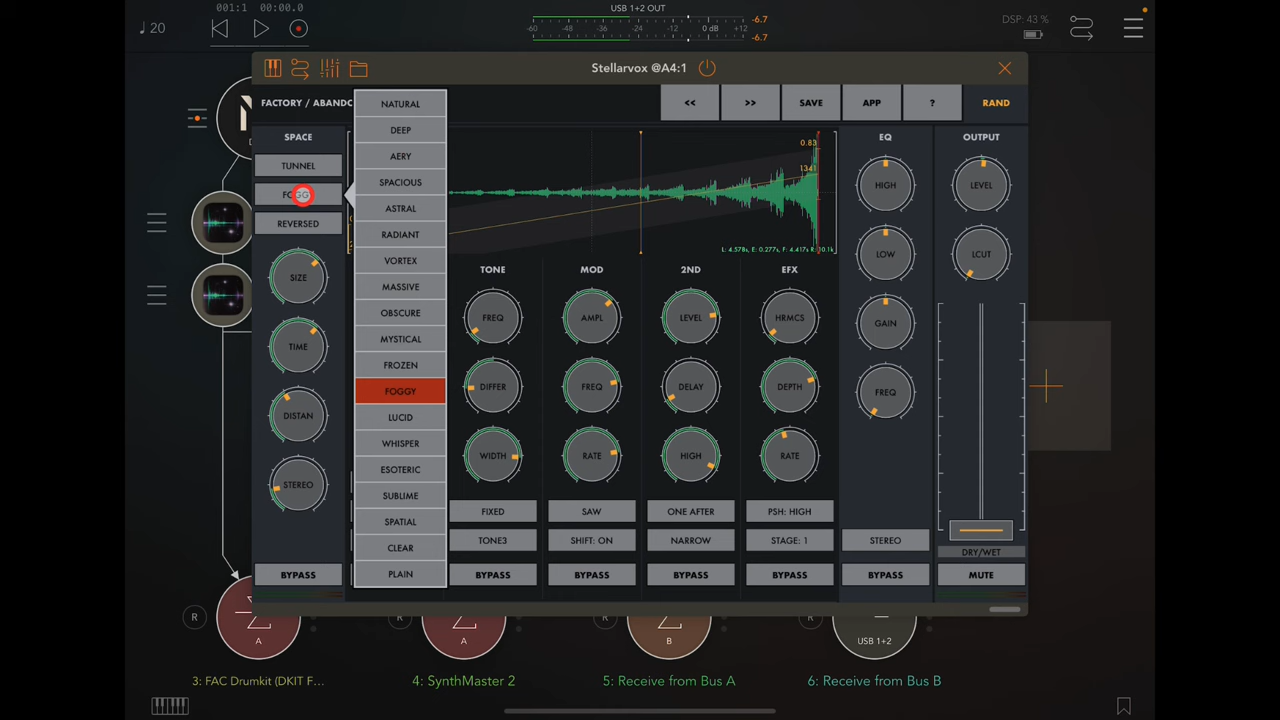 20
001:1 00:00.0
USB 1+2 OUT
-60 -48 -36 -24 -12 0 dB +12
-6.7
-6.7
DSP: 43 %
Stellarvox @A4:1
FACTORY / ABANDO
<< >> SAVE APP ? RAND
SPACE
TUNNEL
REVERSED
SIZE
TIME
DISTAN
STEREO
BYPASS
NATURAL
DEEP
AERY
SPACIOUS
ASTRAL
RADIANT
VORTEX
MASSIVE
OBSCURE
MYSTICAL
FROZEN
FOGGY
LUCID
WHISPER
ESOTERIC
SUBLIME
SPATIAL
CLEAR
PLAIN
0.83
1341
TONE
FREQ
DIFFER
WIDTH
FIXED
TONE3
BYPASS
MOD
AMPL
FREQ
RATE
SAW
SHIFT: ON
BYPASS
2ND
LEVEL
DELAY
HIGH
ONE AFTER
NARROW
BYPASS
EFX
HRMCS
DEPTH
RATE
PSH: HIGH
STAGE: 1
BYPASS
EQ
HIGH
LOW
GAIN
FREQ
STEREO
BYPASS
OUTPUT
LEVEL
LCUT
DRY/WET
MUTE
R A
R A
R B
R USB 1+2
3: FAC Drumkit (DKIT F...
4: SynthMaster 2
5: Receive from Bus A
6: Receive from Bus B